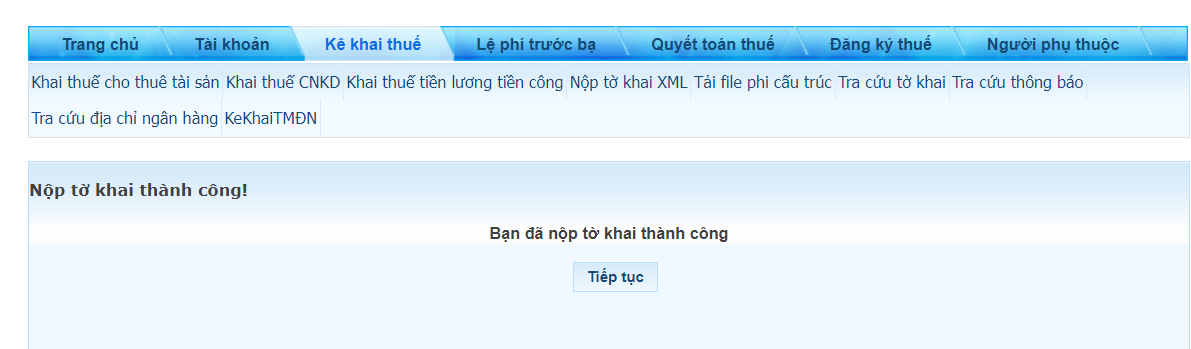 Trang chủ Tài khoản Kê khai thuế Lệ phí trước bạ Quyết toán thuế Đăng ký thuế Người phụ thuộc
Khai thuế cho thuê tài sản Khai thuế CNKD Khai thuế tiền lương tiền công Nộp tờ khai XML Tải file phi cấu trúc Tra cứu tờ khai Tra cứu thông báo
Tra cứu địa chỉ ngân hàng KeKhaiTMĐN
Nộp tờ khai thành công!
Bạn đã nộp tờ khai thành công
Tiếp tục